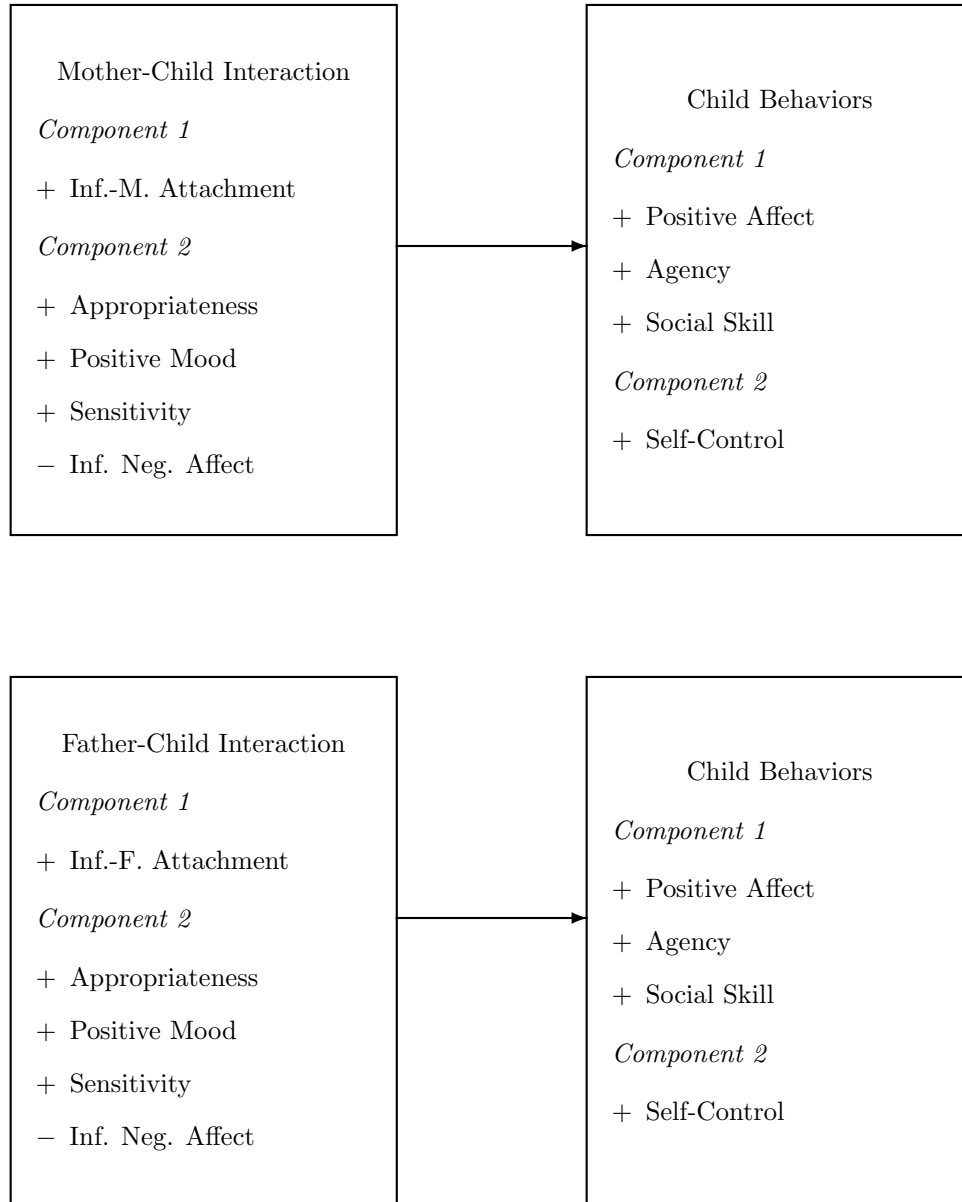 Mother-Child Interaction
Component 1
+ Inf.-M. Attachment
Component 2
+ Appropriateness
+ Positive Mood
+ Sensitivity
− Inf. Neg. Affect
Child Behaviors
Component 1
+ Positive Affect
+ Agency
+ Social Skill
Component 2
+ Self-Control
Father-Child Interaction
Component 1
+ Inf.-F. Attachment
Component 2
+ Appropriateness
+ Positive Mood
+ Sensitivity
− Inf. Neg. Affect
Child Behaviors
Component 1
+ Positive Affect
+ Agency
+ Social Skill
Component 2
+ Self-Control